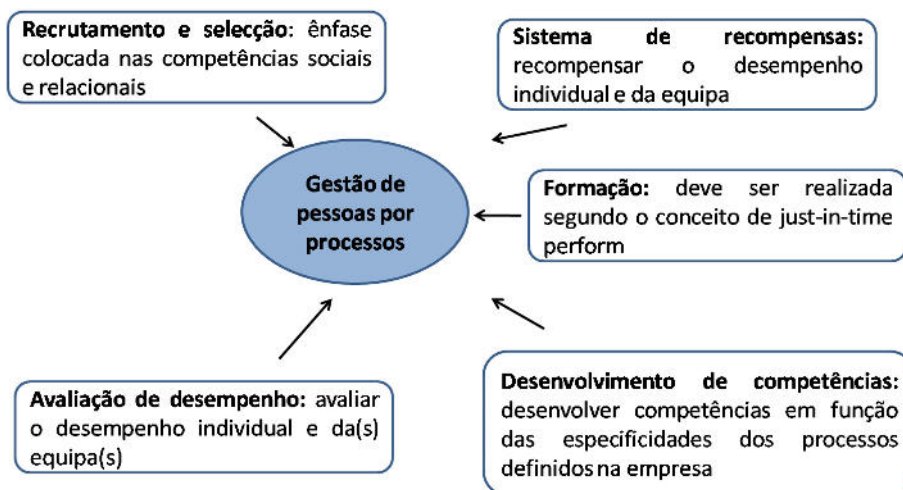 Recrutamento e selecção: ênfase
colocada nas competências sociais
e relacionais
Sistema de recompensas:
recompensar o desempenho
individual e da equipa
Gestão de
pessoas por
processos
Formação: deve ser realizada
segundo o conceito de just-in-time
perform
Avaliação de desempenho: avaliar
o desempenho individual e da(s)
equipa(s)
Desenvolvimento de competências:
desenvolver competências em função
das especificidades dos processos
definidos na empresa